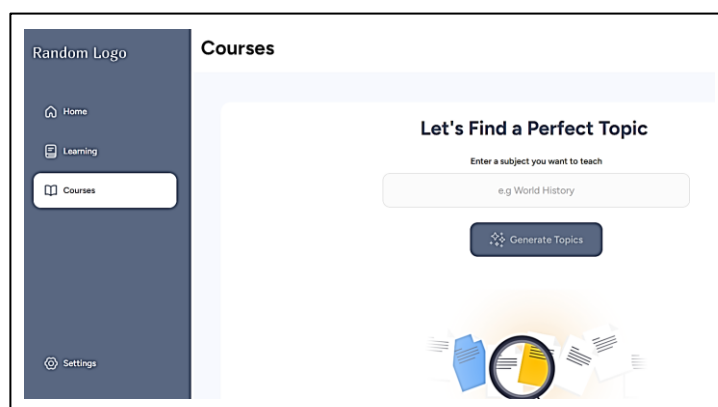 Random Logo
Courses
Home
Learning
Courses
Settings
Let's Find a Perfect Topic
Enter a subject you want to teach
e.g World History
Generate Topics